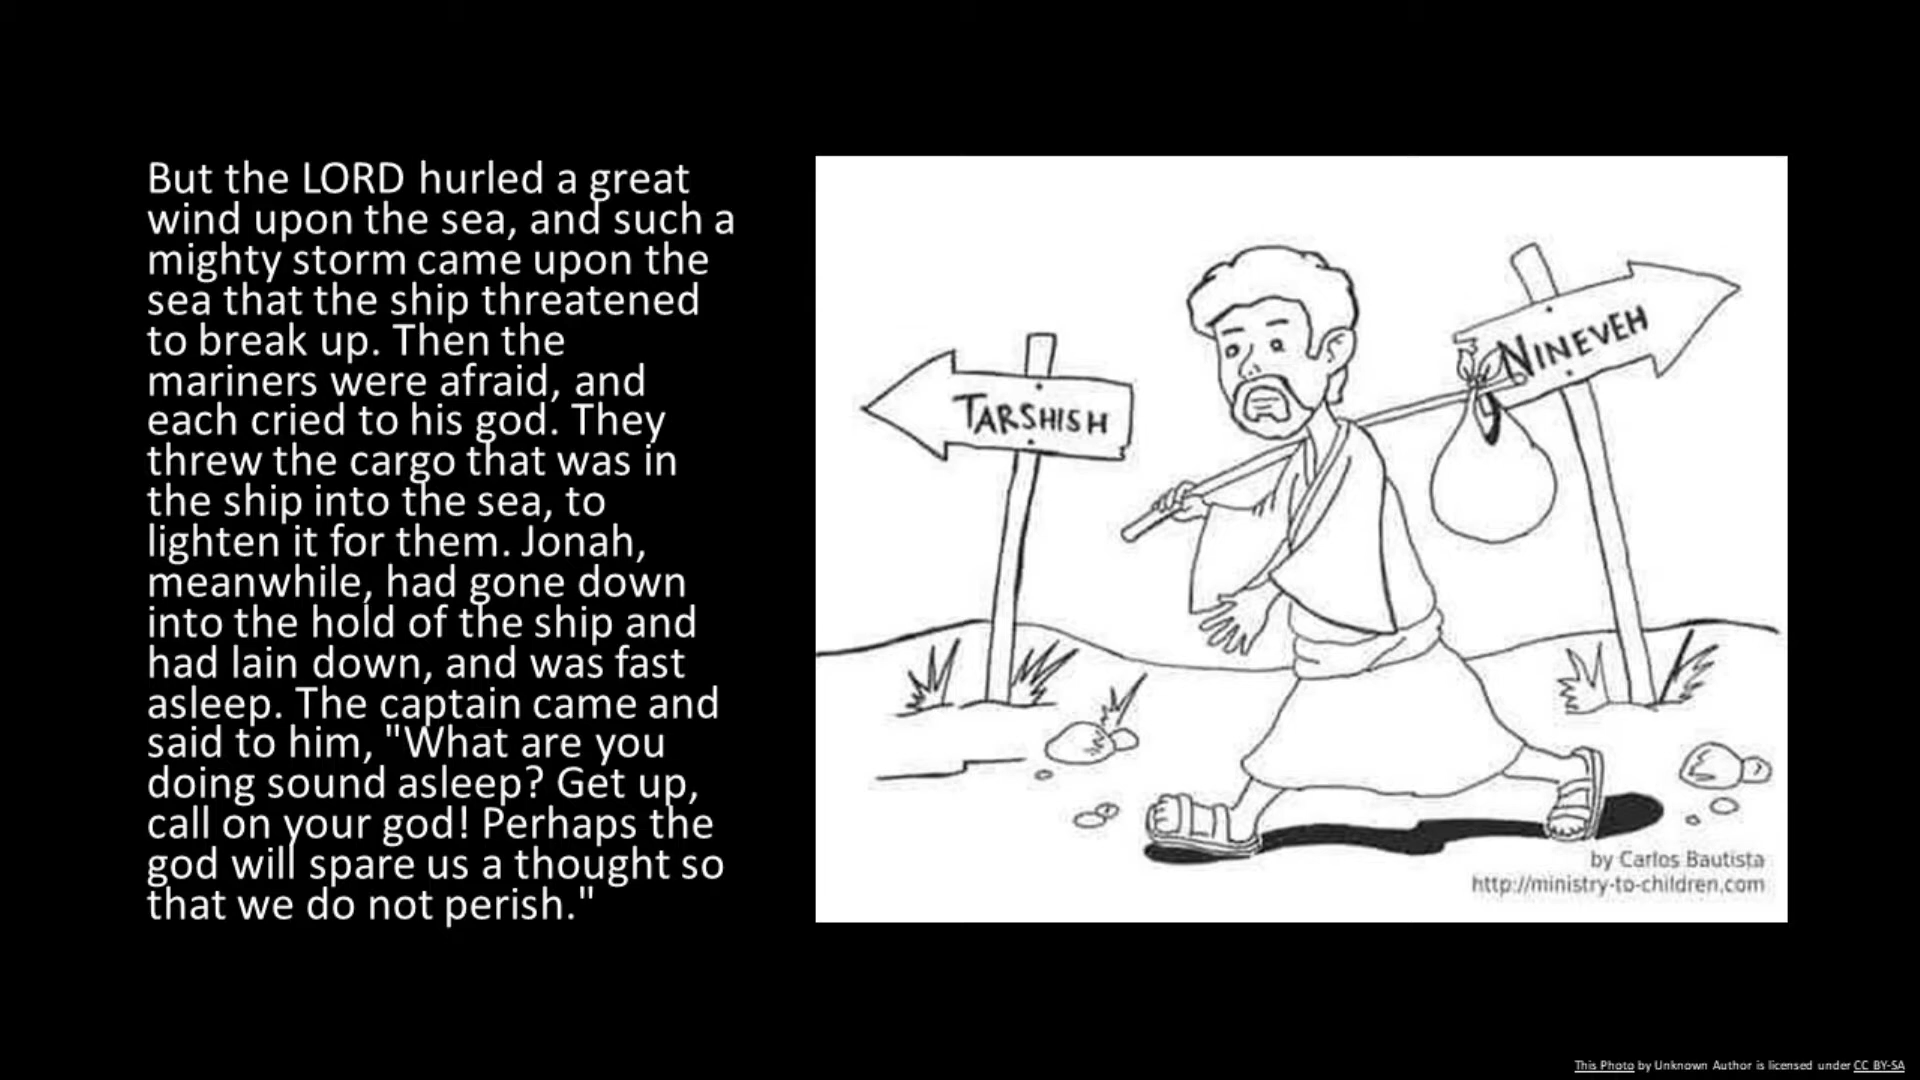 But the LORD hurled a great
wind upon the sea, and such a
mighty storm came upon the
sea that the ship threatened
to break up. Then the
mariners were afraid, and
each cried to his god. They
threw the cargo that was in
the ship into the sea, to
lighten it for them. Jonah,
meanwhile, had gone down
into the hold of the ship and
had lain down, and was fast
asleep. The captain came and
said to him, "What are you
doing sound asleep? Get up,
call on your god! Perhaps the
god will spare us a thought so
that we do not perish."
TARSHISH
NINEVEH
by Carlos Bautista
http://ministry-to-children.com
This Photo by Unknown Author is licensed under CC BY-SA